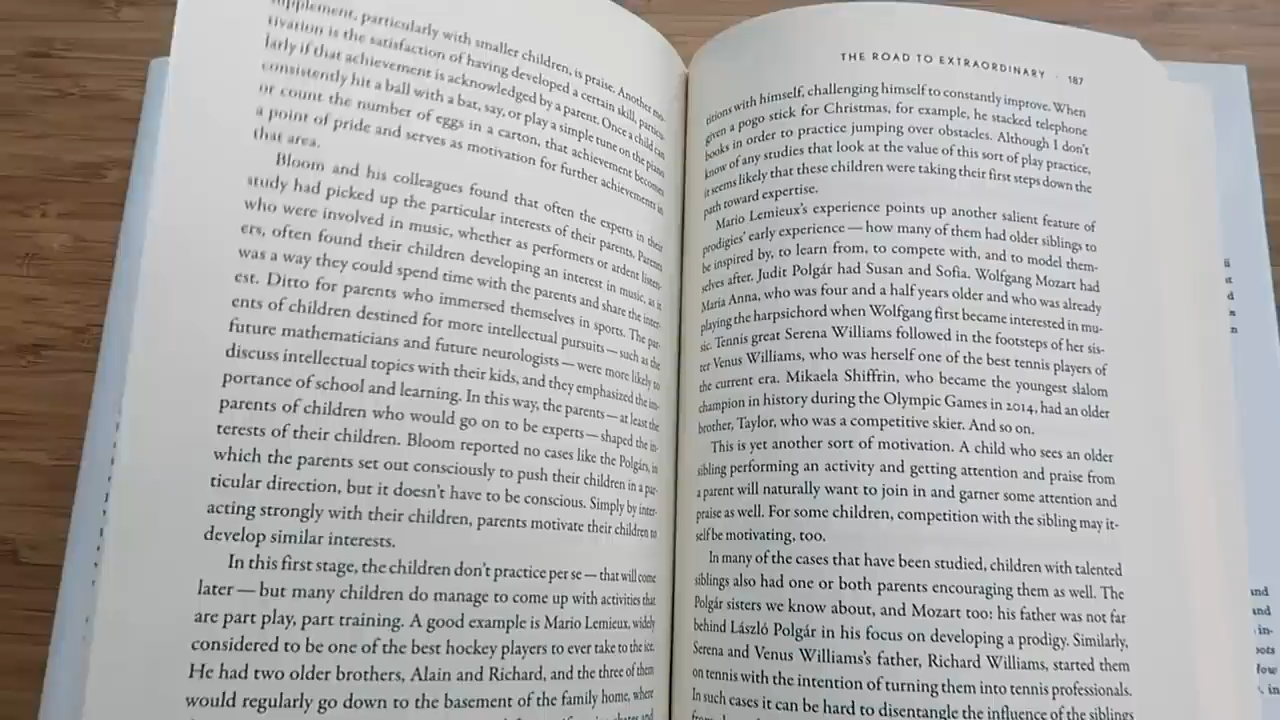 supplement, particularly with smaller children, is praise. Another mo-
tivation is the satisfaction of having developed a certain skill, particu-
larly if that achievement is acknowledged by a parent. Once a child can
consistently hit a ball with a bat, say, or play a simple tune on the piano
or count the number of eggs in a carton, that achievement becomes
a point of pride and serves as motivation for further achievements in
that area.
Bloom and his colleagues found that often the experts in their
study had picked up the particular interests of their parents. Parents
who were involved in music, whether as performers or ardent listen-
ers, often found their children developing an interest in music, as it
was a way they could spend time with the parents and share the inter-
est. Ditto for parents who immersed themselves in sports. The par-
ents of children destined for more intellectual pursuits — such as the
future mathematicians and future neurologists — were more likely to
discuss intellectual topics with their kids, and they emphasized the im-
portance of school and learning. In this way, the parents — at least the
parents of children who would go on to be experts — shaped the in-
terests of their children. Bloom reported no cases like the Polgárs, in
which the parents set out consciously to push their children in a par-
ticular direction, but it doesn't have to be conscious. Simply by inter-
acting strongly with their children, parents motivate their children to
develop similar interests.
In this first stage, the children don't practice per se — that will come
later — but many children do manage to come up with activities that
are part play, part training. A good example is Mario Lemieux, widely
considered to be one of the best hockey players to ever take to the ice.
He had two older brothers, Alain and Richard, and the three of them
would regularly go down to the basement of the family home, where
THE ROAD TO EXTRAORDINARY · 187
titions with himself, challenging himself to constantly improve. When
given a pogo stick for Christmas, for example, he stacked telephone
books in order to practice jumping over obstacles. Although I don't
know of any studies that look at the value of this sort of play practice,
it seems likely that these children were taking their first steps down the
path toward expertise.
Mario Lemieux's experience points up another salient feature of
prodigies' early experience — how many of them had older siblings to
be inspired by, to learn from, to compete with, and to model them-
selves after. Judit Polgár had Susan and Sofia. Wolfgang Mozart had
Maria Anna, who was four and a half years older and who was already
playing the harpsichord when Wolfgang first became interested in mu-
sic. Tennis great Serena Williams followed in the footsteps of her sis-
ter Venus Williams, who was herself one of the best tennis players of
the current era. Mikaela Shiffrin, who became the youngest slalom
champion in history during the Olympic Games in 2014, had an older
brother, Taylor, who was a competitive skier. And so on.
This is yet another sort of motivation. A child who sees an older
sibling performing an activity and getting attention and praise from
a parent will naturally want to join in and garner some attention and
praise as well. For some children, competition with the sibling may it-
self be motivating, too.
In many of the cases that have been studied, children with talented
siblings also had one or both parents encouraging them as well. The
Polgár sisters we know about, and Mozart too: his father was not far
behind László Polgár in his focus on developing a prodigy. Similarly,
Serena and Venus Williams's father, Richard Williams, started them
on tennis with the intention of turning them into tennis professionals.
In such cases it can be hard to disentangle the influence of the siblings